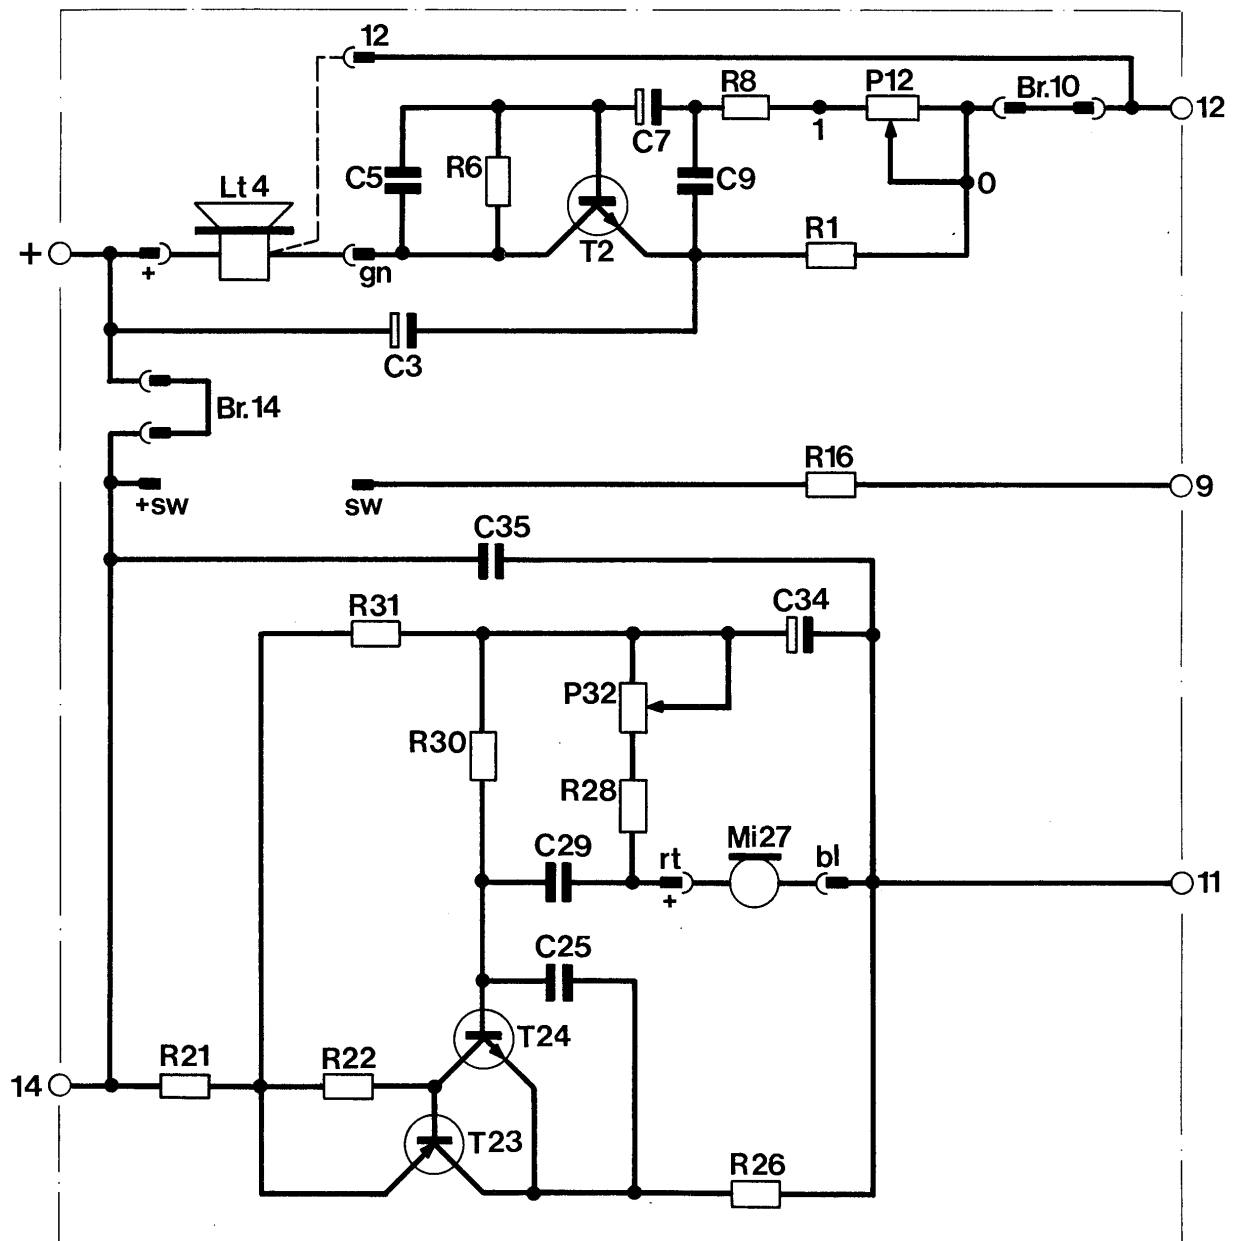 12
R8
P12
Br.10
12
1
C7
C5
R6
C9
Lt4
0
T2
R1
+
+
gn
C3
Br.14
R16
+sw
sw
9
C35
R31
C34
P32
R30
R28
C29
rt
Mi27
bl
+
11
C25
T24
R21
R22
14
T23
R26